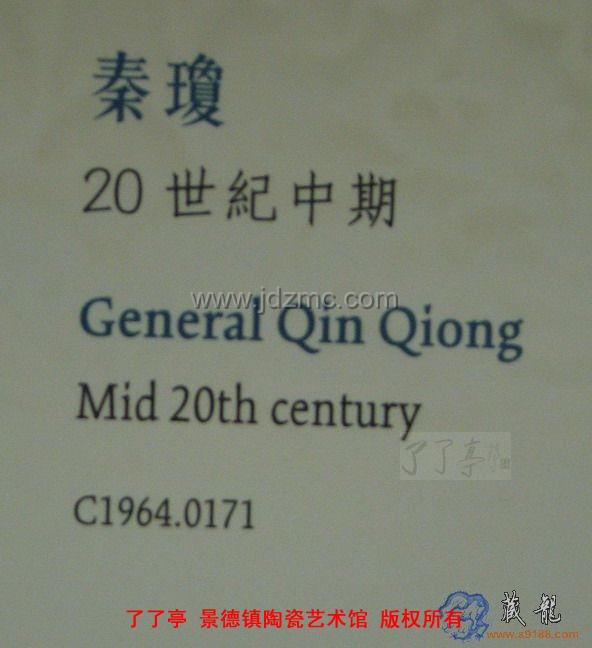 秦瓊
20 世紀中期
www.jdzmc.com
General Qin Qiong
Mid 20th century
了了亭
C1964.0171
了了亭 景德镇陶瓷艺术馆 版权所有
藏龍
www.a9188.com